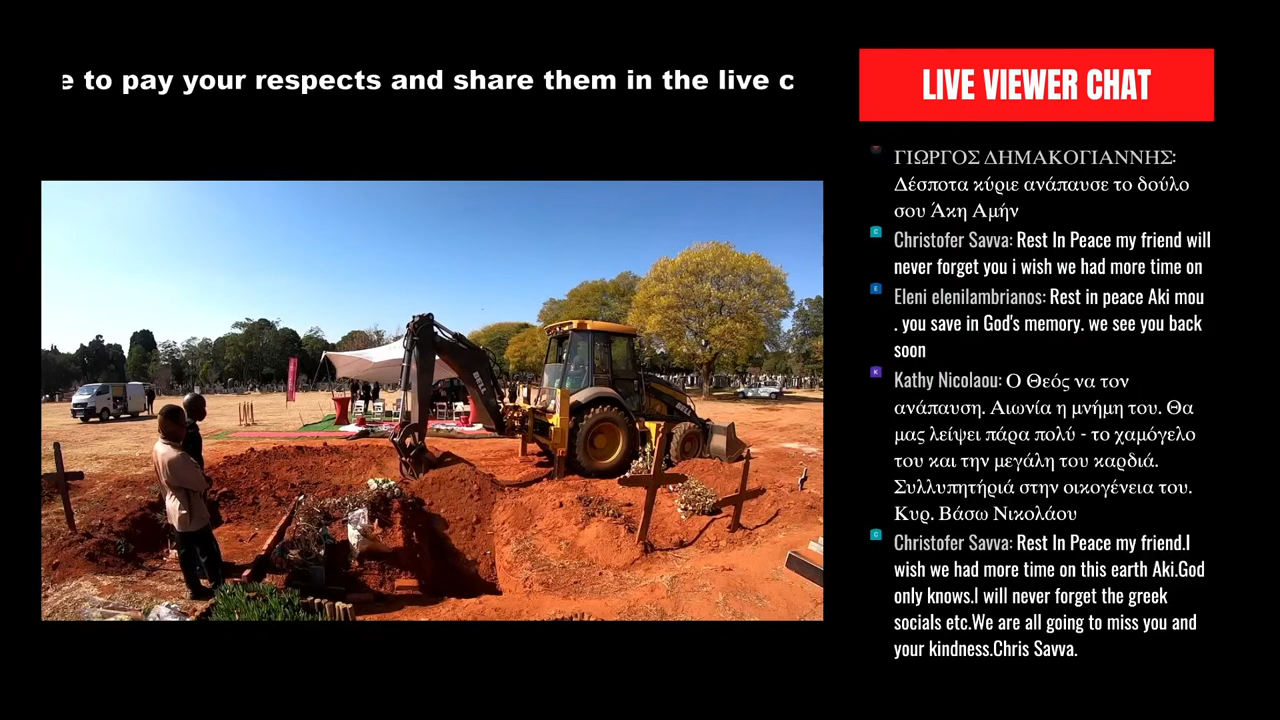 e to pay your respects and share them in the live c
LIVE VIEWER CHAT
ΓΙΩΡΓΟΣ ΔΗΜΑΚΟΓΙΑΝΝΗΣ:
Δέσποτα κύριε ανάπαυσε το δούλο
σου Άκη Αμήν
Christofer Savva: Rest In Peace my friend will
never forget you i wish we had more time on
Eleni elenilambrianos: Rest in peace Aki mou
. you save in God's memory. we see you back
soon
Kathy Nicolaou: Ο Θεός να τον
ανάπαυση. Αιωνία η μνήμη του. Θα
μας λείψει πάρα πολύ - το χαμόγελο
του και την μεγάλη του καρδιά.
Συλλυπητήριά στην οικογένεια του.
Κυρ. Βάσω Νικολάου
Christofer Savva: Rest In Peace my friend.I
wish we had more time on this earth Aki.God
only knows.I will never forget the greek
socials etc.We are all going to miss you and
your kindness.Chris Savva.
C
E
K
C
BELL
BELL